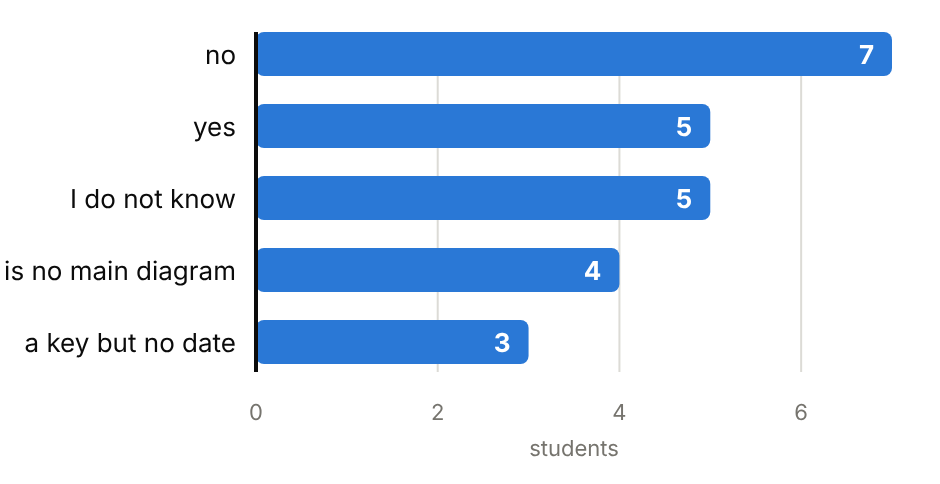 no 7
yes 5
I do not know 5
is no main diagram 4
a key but no date 3
0 2 4 6
students